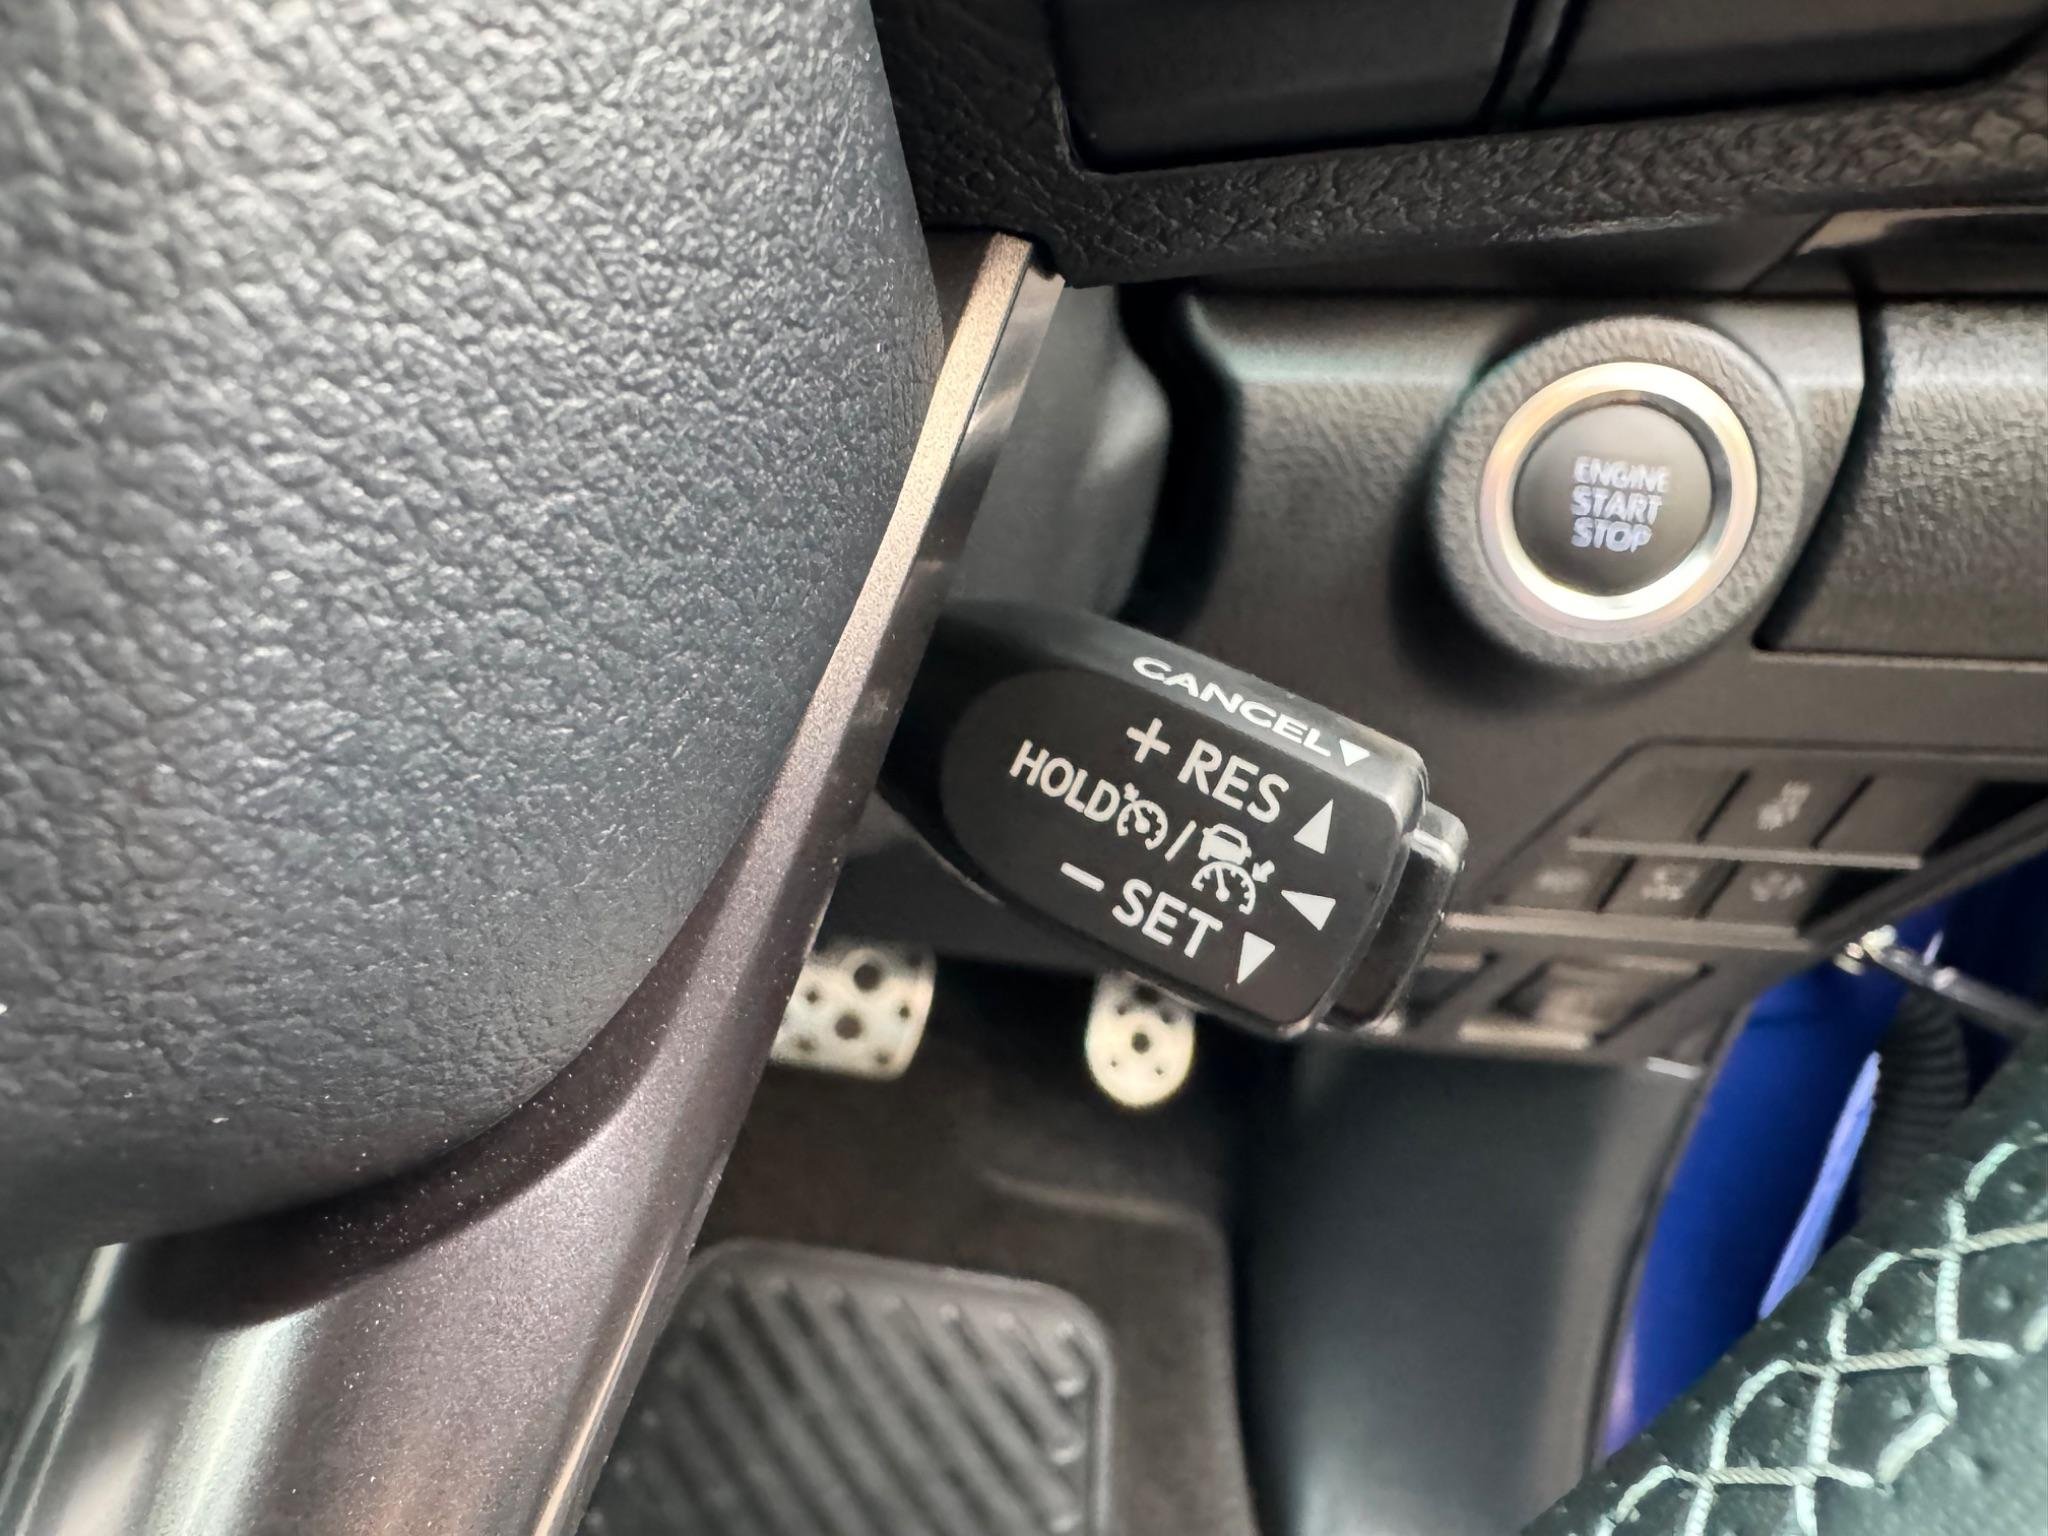 ENGINE
START
STOP
CANCEL
+ RES
HOLD /
− SET